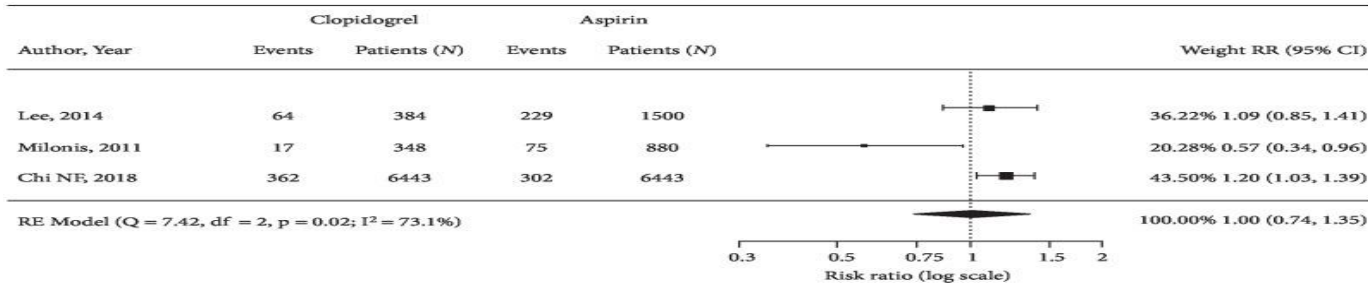 Clopidogrel Aspirin
Author, Year Events Patients (N) Events Patients (N) Weight RR (95% CI)
Lee, 2014 64 384 229 1500 36.22% 1.09 (0.85, 1.41)
Milonis, 2011 17 348 75 880 20.28% 0.57 (0.34, 0.96)
Chi NF, 2018 362 6443 302 6443 43.50% 1.20 (1.03, 1.39)
RE Model (Q = 7.42, df = 2, p = 0.02; I² = 73.1%) 100.00% 1.00 (0.74, 1.35)
0.3 0.5 0.75 1 1.5 2
Risk ratio (log scale)